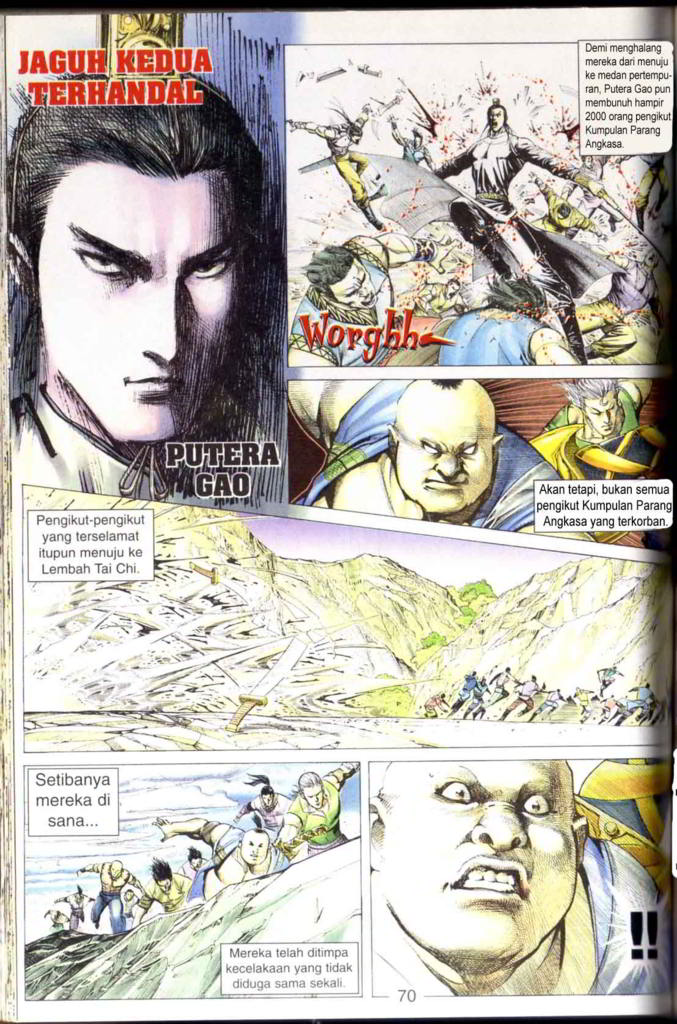 JAGUH KEDUA
TERHANDAL
PUTERA
GAO
Demi menghalang
mereka dari menuju
ke medan pertempu-
ran, Putera Gao pun
membunuh hampir
2000 orang pengikut
Kumpulan Parang
Angkasa.
Worghh
Akan tetapi, bukan semua
pengikut Kumpulan Parang
Angkasa yang terkorban.
Pengikut-pengikut
yang terselamat
itupun menuju ke
Lembah Tai Chi.
Setibanya
mereka di
sana...
Mereka telah ditimpa
kecelakaan yang tidak
diduga sama sekali.
!!
70